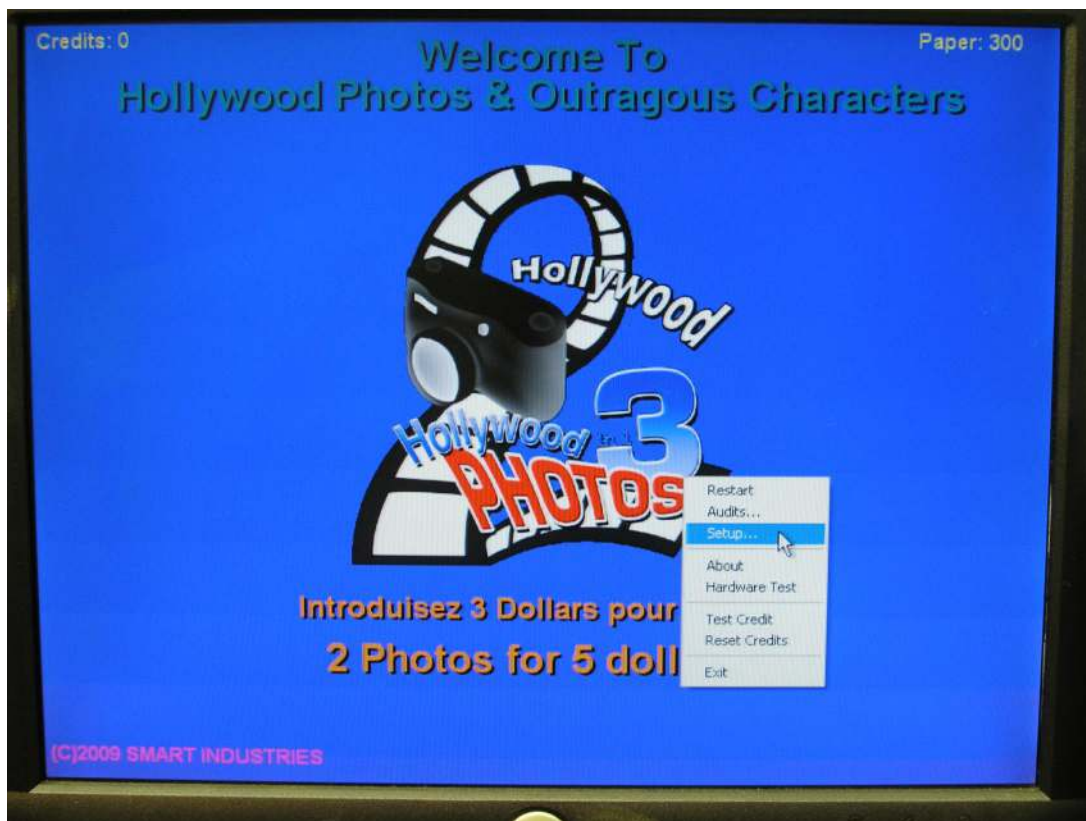 Credits: 0
Paper: 300
Welcome To
Hollywood Photos & Outragous Characters
Hollywood
Hollywood
3
PHOTOS
Restart
Audits...
Setup...
About
Hardware Test
Test Credit
Reset Credits
Exit
Introduisez 3 Dollars pour
2 Photos for 5 doll
(C)2009 SMART INDUSTRIES